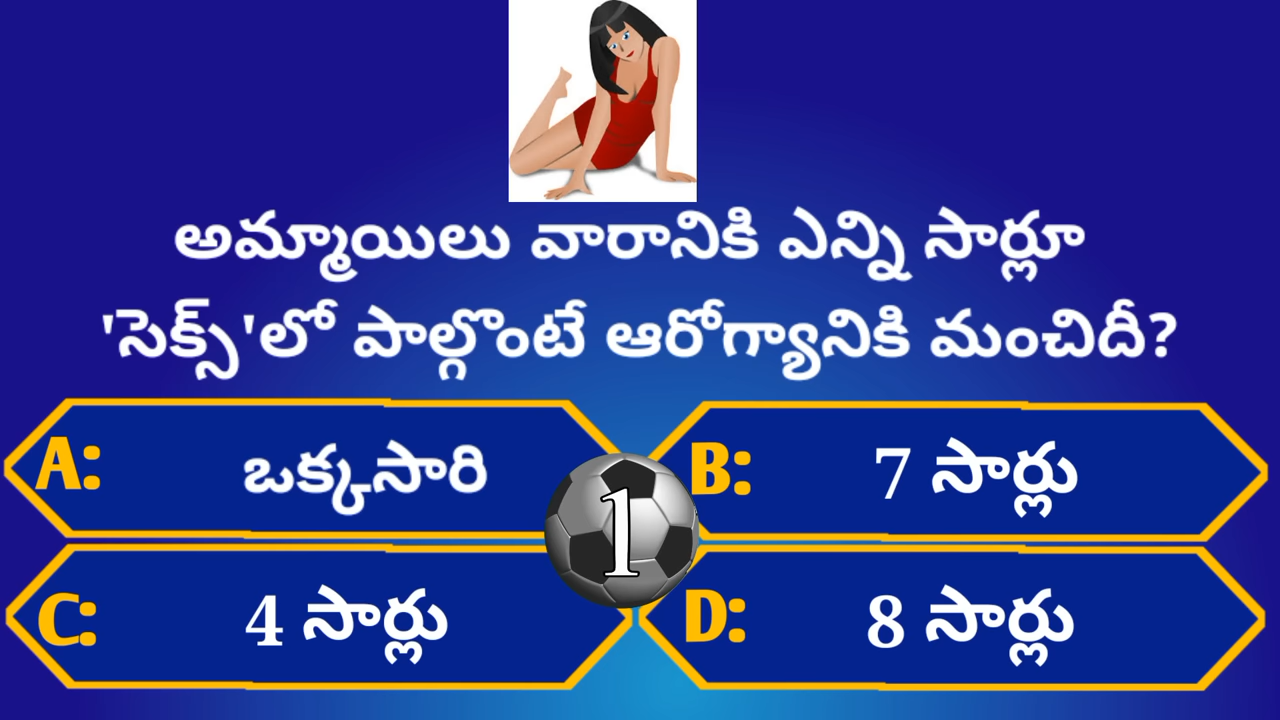 అమ్మాయిలు వారానికి ఎన్ని సార్లూ
'సెక్స్'లో పాల్గొంటే ఆరోగ్యానికి మంచిదీ?
A: ఒక్కసారి
B: 7 సార్లు
1
C: 4 సార్లు
D: 8 సార్లు